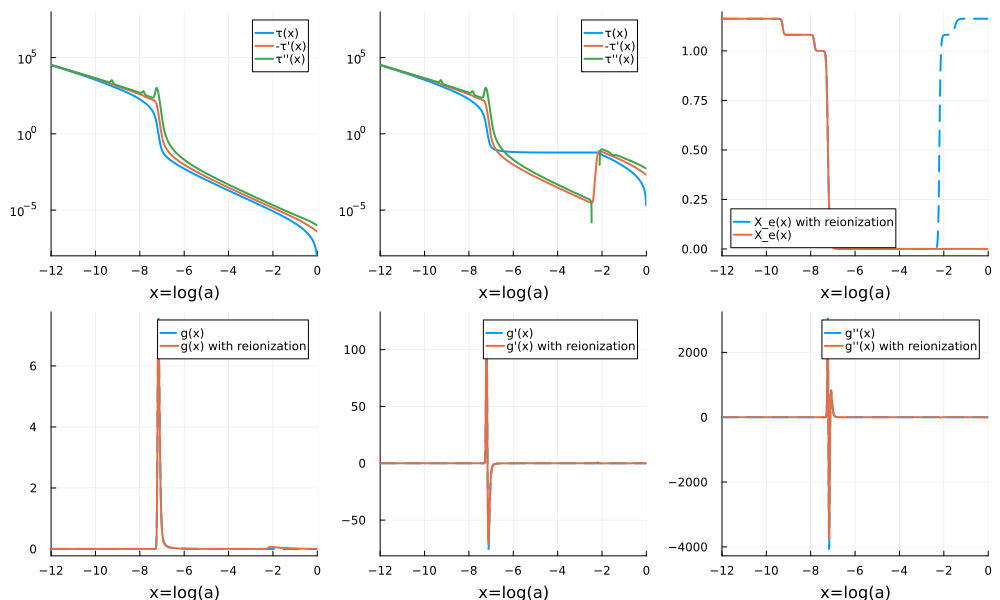 10^5
10^0
10^-5
τ(x)
-τ'(x)
τ''(x)
−12 −10 −8 −6 −4 −2 0
x=log(a)
10^5
10^0
10^-5
τ(x)
-τ'(x)
τ''(x)
−12 −10 −8 −6 −4 −2 0
x=log(a)
1.00
0.75
0.50
0.25
0.00
X_e(x) with reionization
X_e(x)
−12 −10 −8 −6 −4 −2 0
x=log(a)
6
4
2
0
g(x)
g(x) with reionization
−12 −10 −8 −6 −4 −2 0
x=log(a)
100
50
0
−50
g'(x)
g'(x) with reionization
−12 −10 −8 −6 −4 −2 0
x=log(a)
2000
0
−2000
−4000
g''(x)
g''(x) with reionization
−12 −10 −8 −6 −4 −2 0
x=log(a)